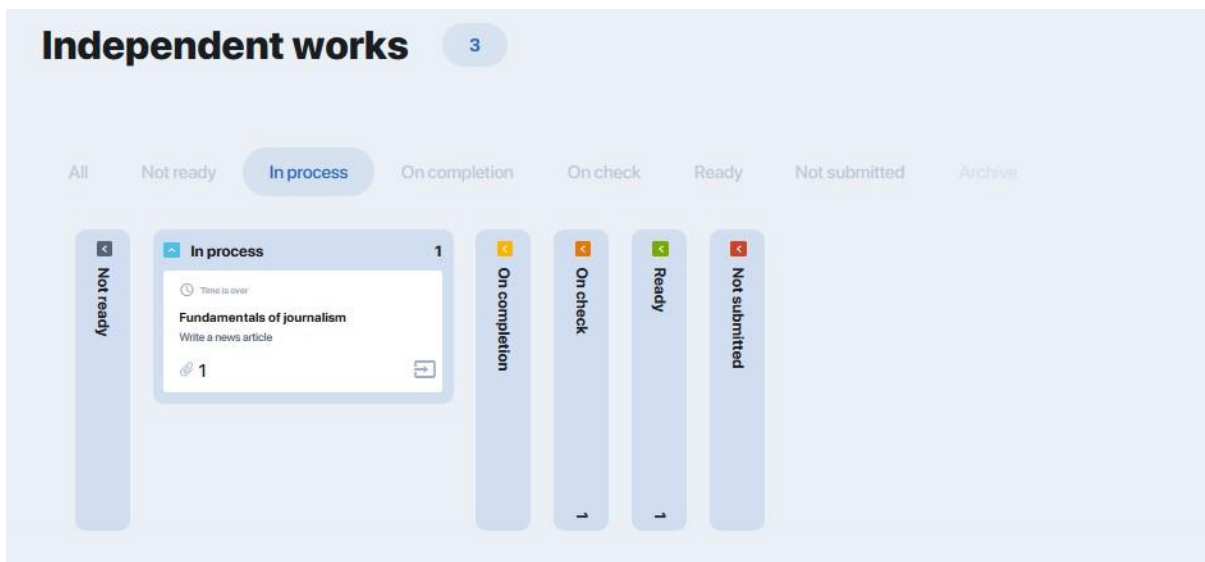 Independent works 3
All Not ready In process On completion On check Ready Not submitted Archive
Not ready
In process 1
Time is over
Fundamentals of journalism
Write a news article
1
On completion
On check 1
Ready 1
Not submitted